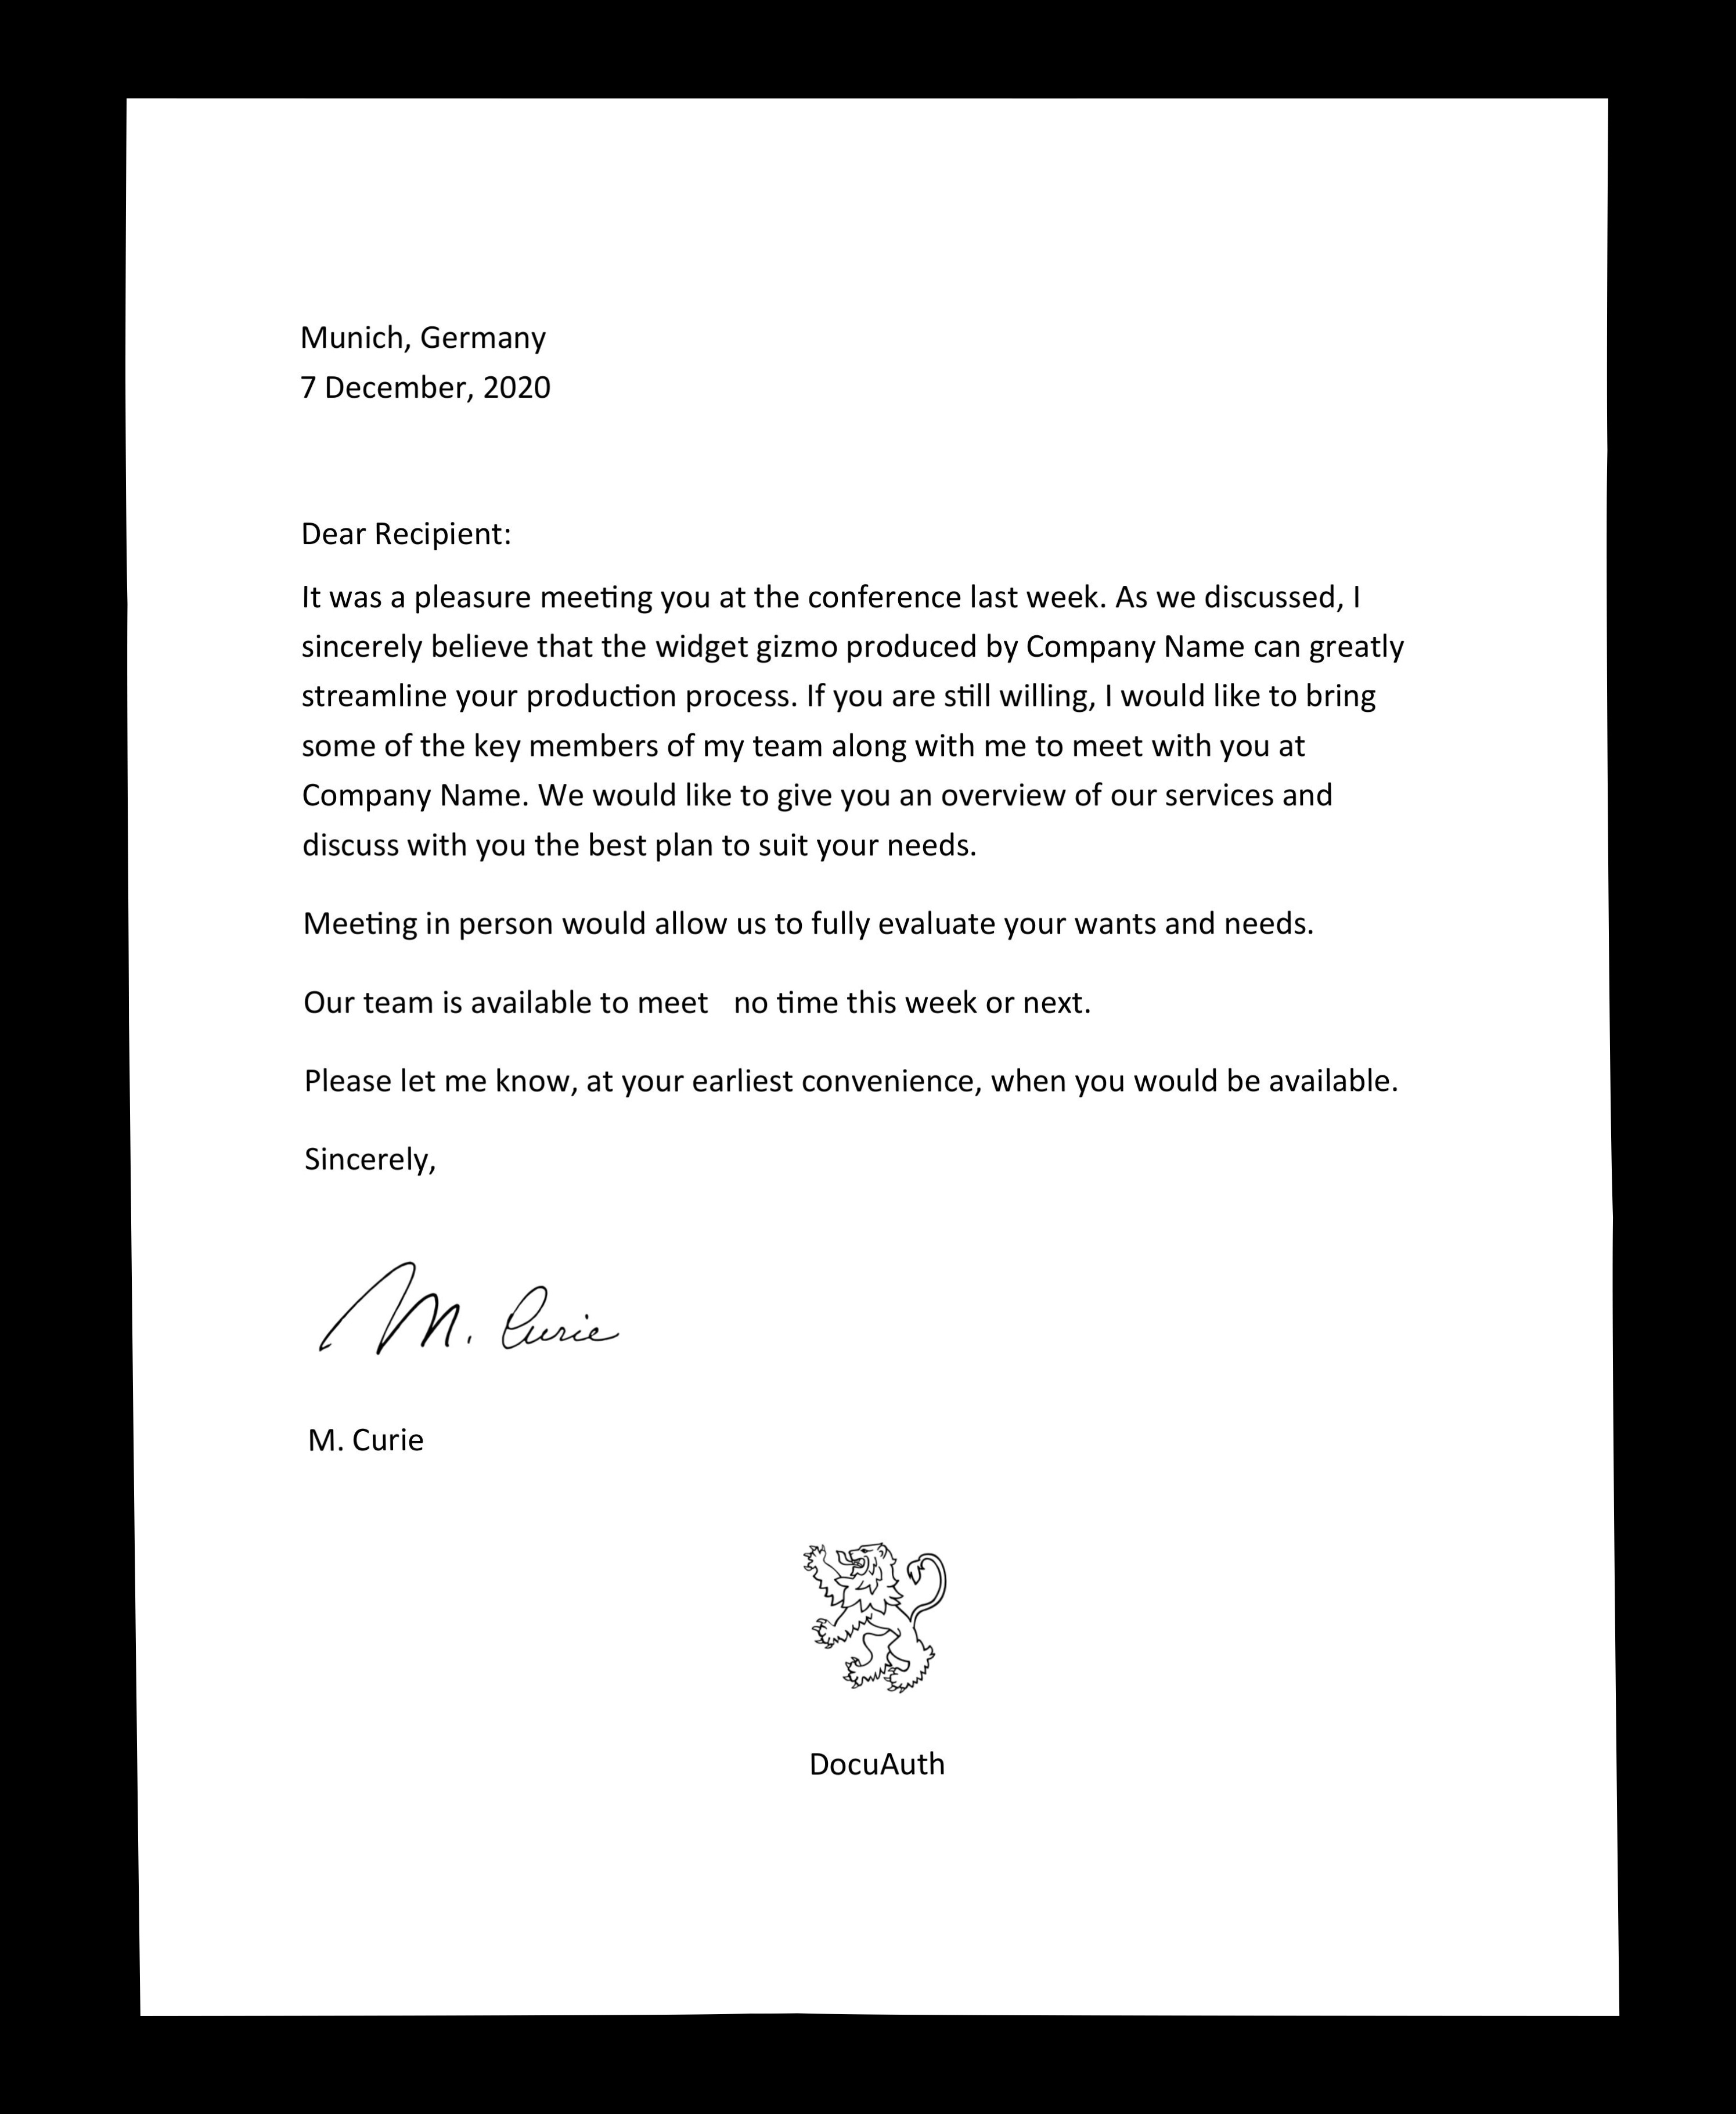 Munich, Germany
7 December, 2020
Dear Recipient:
It was a pleasure meeting you at the conference last week. As we discussed, I
sincerely believe that the widget gizmo produced by Company Name can greatly
streamline your production process. If you are still willing, I would like to bring
some of the key members of my team along with me to meet with you at
Company Name. We would like to give you an overview of our services and
discuss with you the best plan to suit your needs.
Meeting in person would allow us to fully evaluate your wants and needs.
Our team is available to meet   no time this week or next.
Please let me know, at your earliest convenience, when you would be available.
Sincerely,
M. Curie
M. Curie
DocuAuth